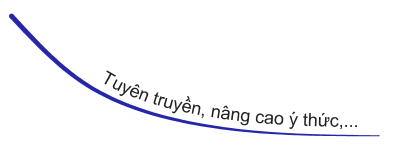 Tuyên truyền, nâng cao ý thức,...